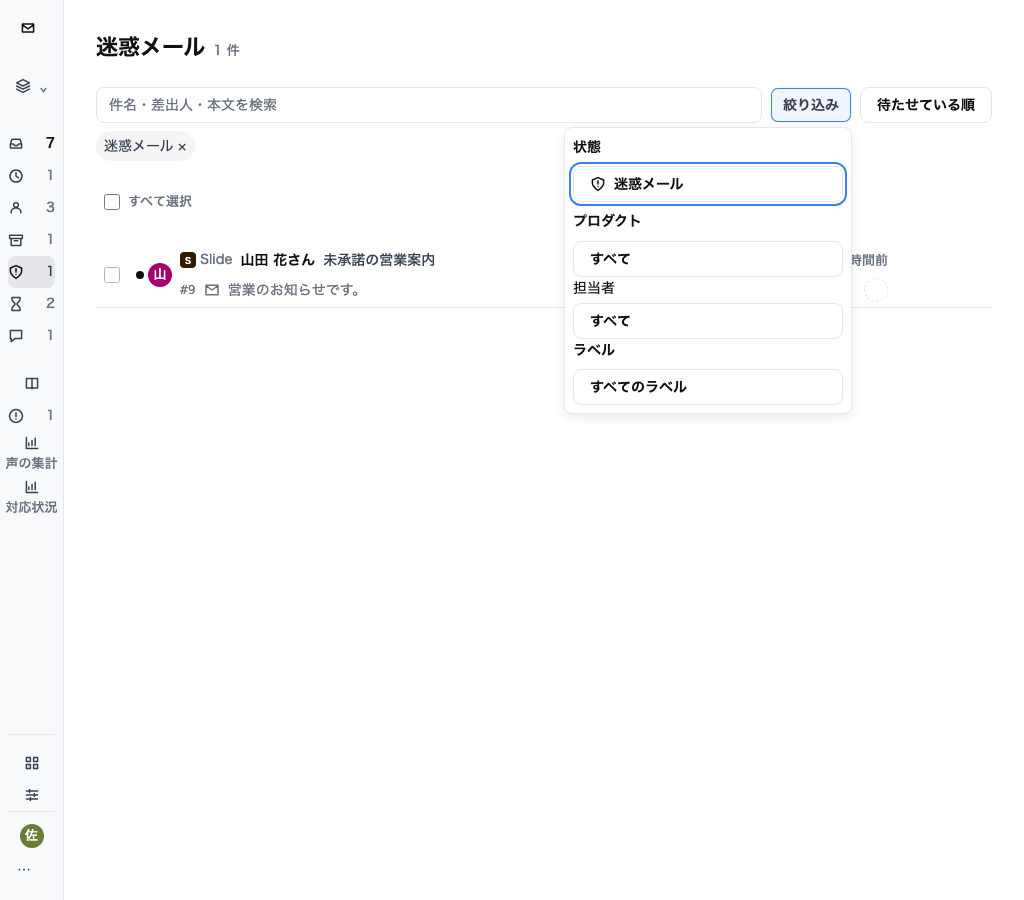 迷惑メール 1 件
件名・差出人・本文を検索
絞り込み
待たせている順
迷惑メール ×
すべて選択
s Slide 山田 花さん 未承諾の営業案内
山
#9 営業のお知らせです。
時間前
状態
迷惑メール
プロダクト
すべて
担当者
すべて
ラベル
すべてのラベル
7
1
3
1
1
2
1
1
声の集計
対応状況
佐
…